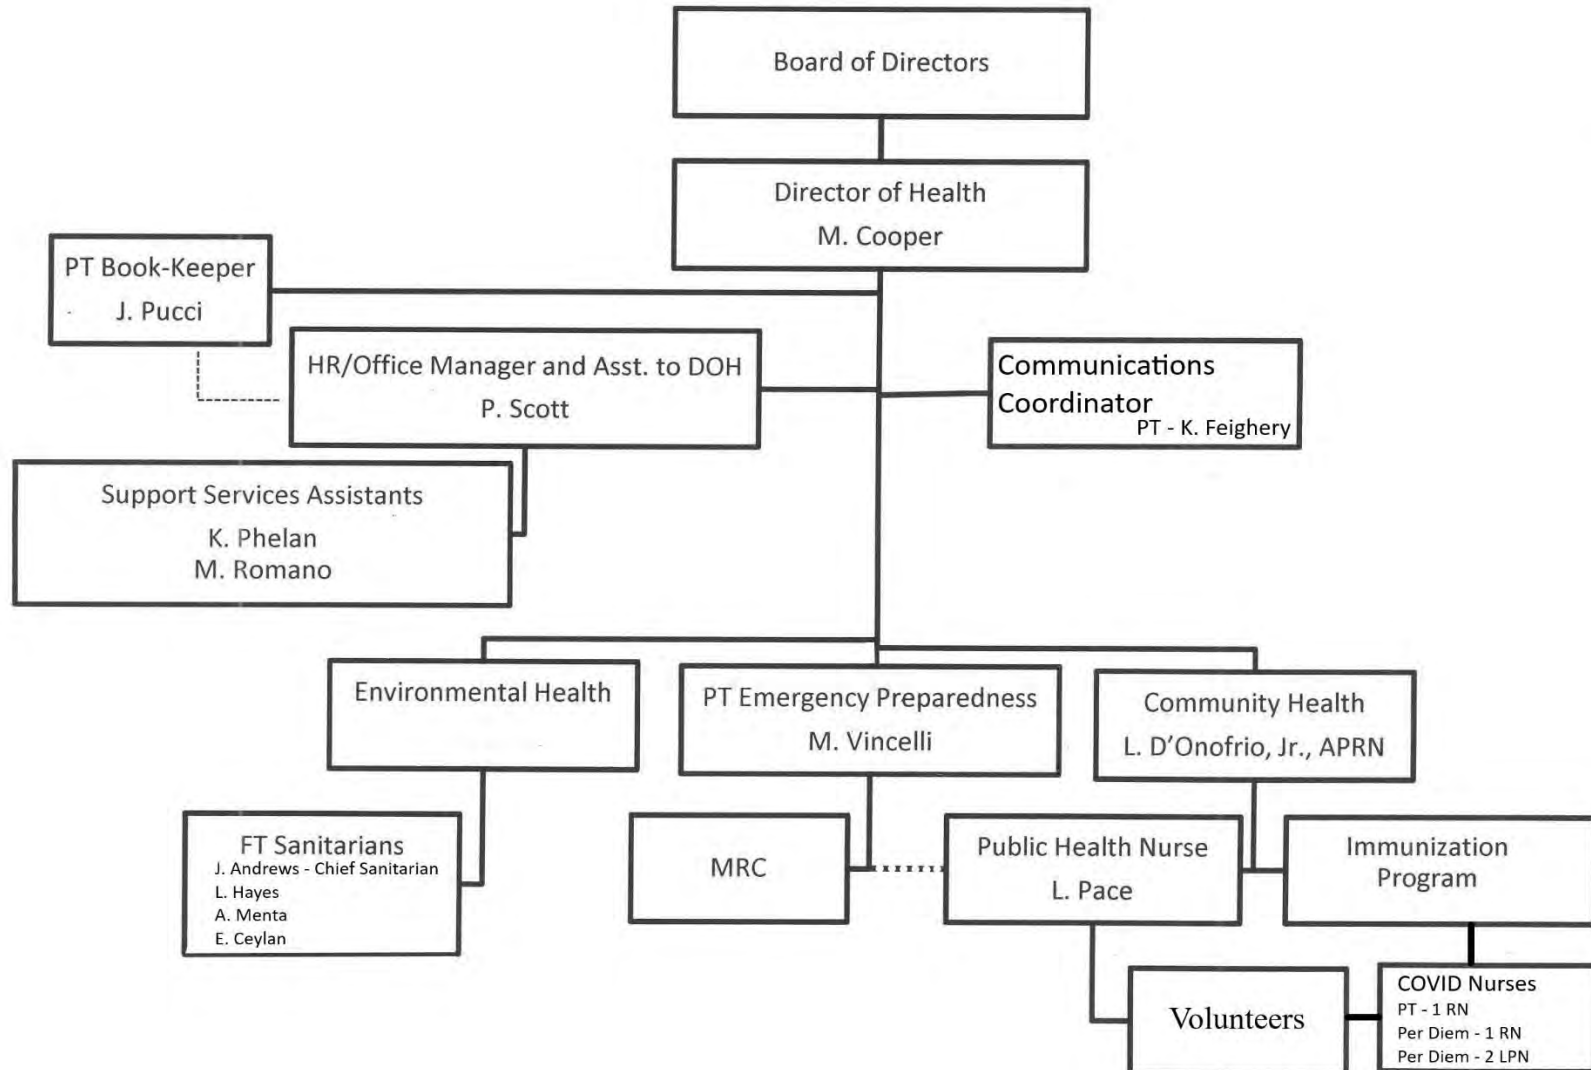 Board of Directors
Director of Health
M. Cooper
PT Book-Keeper
J. Pucci
HR/Office Manager and Asst. to DOH
P. Scott
Communications
Coordinator
PT - K. Feighery
Support Services Assistants
K. Phelan
M. Romano
Environmental Health
PT Emergency Preparedness
M. Vincelli
Community Health
L. D'Onofrio, Jr., APRN
FT Sanitarians
J. Andrews - Chief Sanitarian
L. Hayes
A. Menta
E. Ceylan
MRC
Public Health Nurse
L. Pace
Immunization
Program
Volunteers
COVID Nurses
PT - 1 RN
Per Diem - 1 RN
Per Diem - 2 LPN